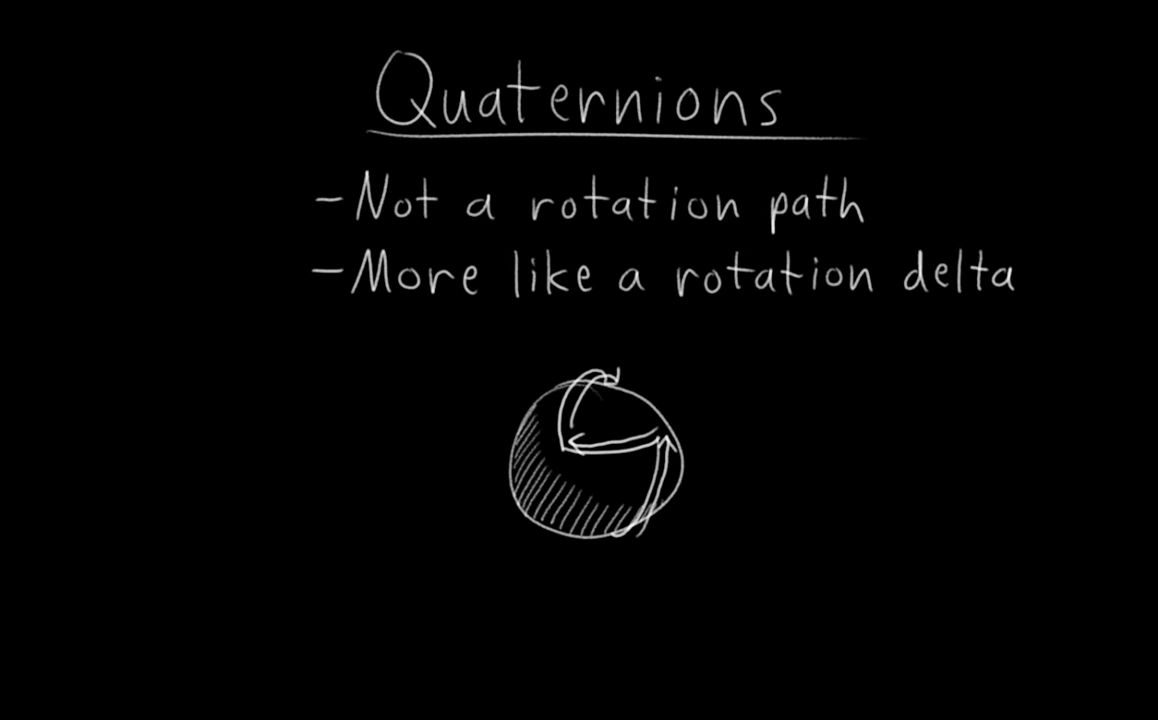 Quaternions
-Not a rotation path
-More like a rotation delta